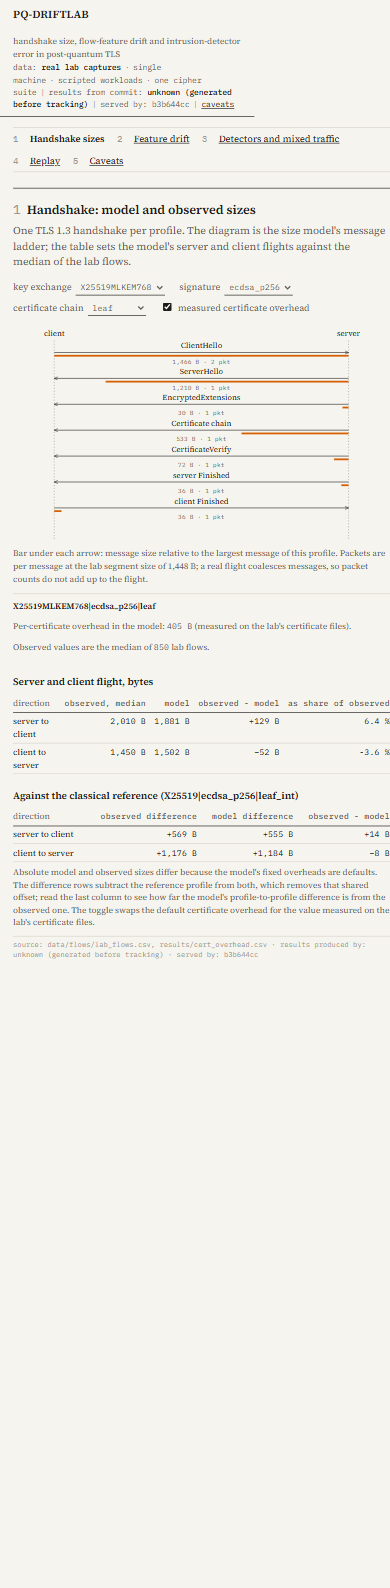 PQ-DRIFTLAB
handshake size, flow-feature drift and intrusion-detector
error in post-quantum TLS
data: real lab captures · single
machine · scripted workloads · one cipher
suite | results from commit: unknown (generated
before tracking) | served by: b3b644cc | caveats
1 Handshake sizes 2 Feature drift 3 Detectors and mixed traffic
4 Replay 5 Caveats
1 Handshake: model and observed sizes
One TLS 1.3 handshake per profile. The diagram is the size model's message
ladder; the table sets the model's server and client flights against the
median of the lab flows.
key exchange X25519MLKEM768 signature ecdsa_p256
certificate chain leaf measured certificate overhead
client server
ClientHello
1,466 B · 2 pkt
ServerHello
1,210 B · 1 pkt
EncryptedExtensions
30 B · 1 pkt
Certificate chain
533 B · 1 pkt
CertificateVerify
72 B · 1 pkt
server Finished
36 B · 1 pkt
client Finished
36 B · 1 pkt
Bar under each arrow: message size relative to the largest message of this profile. Packets are
per message at the lab segment size of 1,448 B; a real flight coalesces messages, so packet
counts do not add up to the flight.
X25519MLKEM768|ecdsa_p256|leaf
Per-certificate overhead in the model: 405 B (measured on the lab's certificate files).
Observed values are the median of 850 lab flows.
Server and client flight, bytes
direction observed, median model observed - model as share of observed
server to client 2,010 B 1,881 B +129 B 6.4 %
client to server 1,450 B 1,502 B −52 B -3.6 %
Against the classical reference (X25519|ecdsa_p256|leaf_int)
direction observed difference model difference observed - model
server to client +569 B +555 B +14 B
client to server +1,176 B +1,184 B −8 B
Absolute model and observed sizes differ because the model's fixed overheads are defaults.
The difference rows subtract the reference profile from both, which removes that shared
offset; read the last column to see how far the model's profile-to-profile difference is from the
observed one. The toggle swaps the default certificate overhead for the value measured on the
lab's certificate files.
source: data/flows/lab_flows.csv, results/cert_overhead.csv · results produced by:
unknown (generated before tracking) · served by: b3b644cc